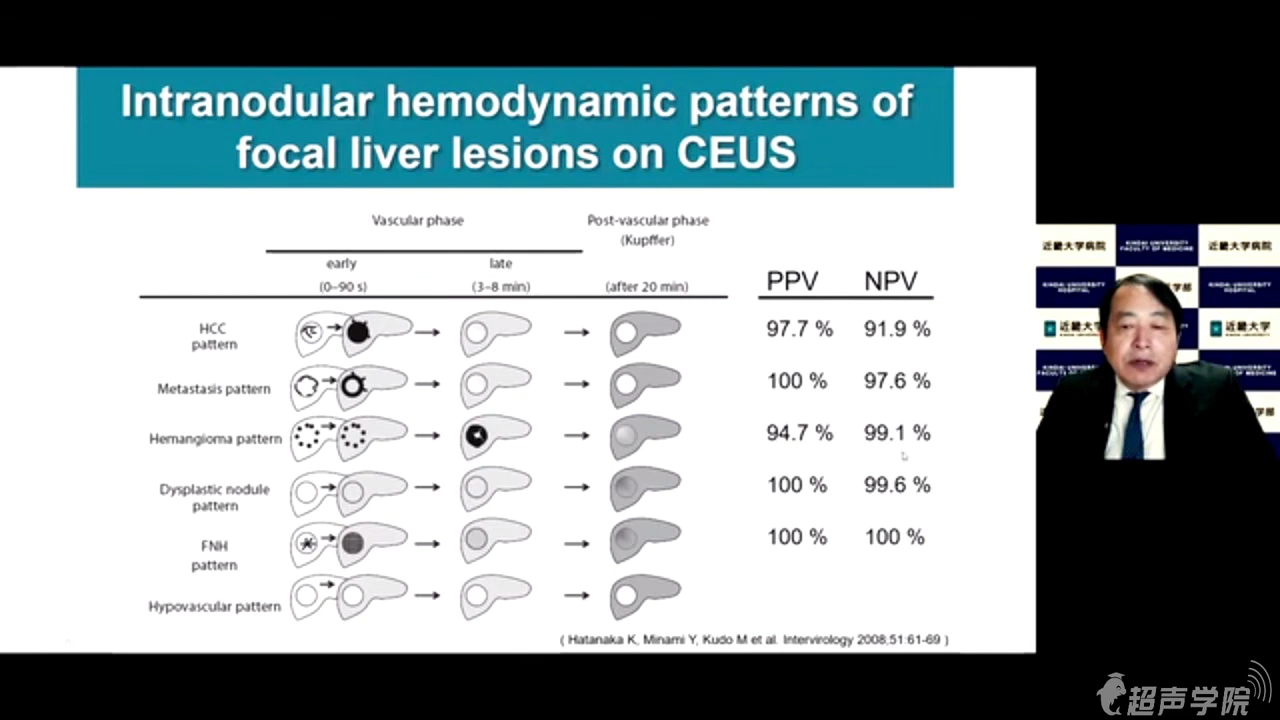 Intranodular hemodynamic patterns of
focal liver lesions on CEUS
Vascular phase
Post-vascular phase
(Kupffer)
early
late
(0–90 s)
(3–8 min)
(after 20 min)
PPV
NPV
HCC
pattern
97.7 %
91.9 %
Metastasis pattern
100 %
97.6 %
Hemangioma pattern
94.7 %
99.1 %
Dysplastic nodule
pattern
100 %
99.6 %
FNH
pattern
100 %
100 %
Hypovascular pattern
( Hatanaka K, Minami Y, Kudo M et al. Intervirology 2008;51:61-69 )
近畿大学病院
KINDAI UNIVERSITY
FACULTY OF MEDICINE
近畿大学病院
KINDAI UNIVERSITY
HOSPITAL
学部
KINDAI UNIVERSITY
HOSPITAL
近畿大
近畿大学
超声学院